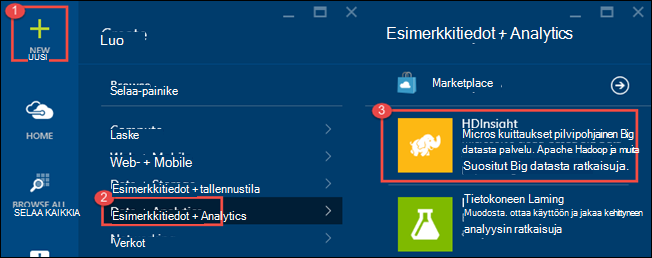 1
NEW
UUSI
HOME
BROWSE ALL
SELAA KAIKKIA
Create
Luo
Browse
Selaa-painike
Compute
Laske
Web + Mobile
Web- + Mobile
Data + Storage
Esimerkkitiedot + tallennustila
2
Data + Analytics
Esimerkkitiedot + Analytics
Networking
Verkot
Esimerkkitiedot + Analytics
Marketplace
3
HDInsight
Micros kuittaukset pilvipohjainen Big
datasta palvelu. Apache Hadoop ja muita
Suositut Big datasta ratkaisuja.
Tietokoneen Laming
Muodosta. ottaa käyttöön ja jakaa kehittyneen
analyysin ratkaisuja